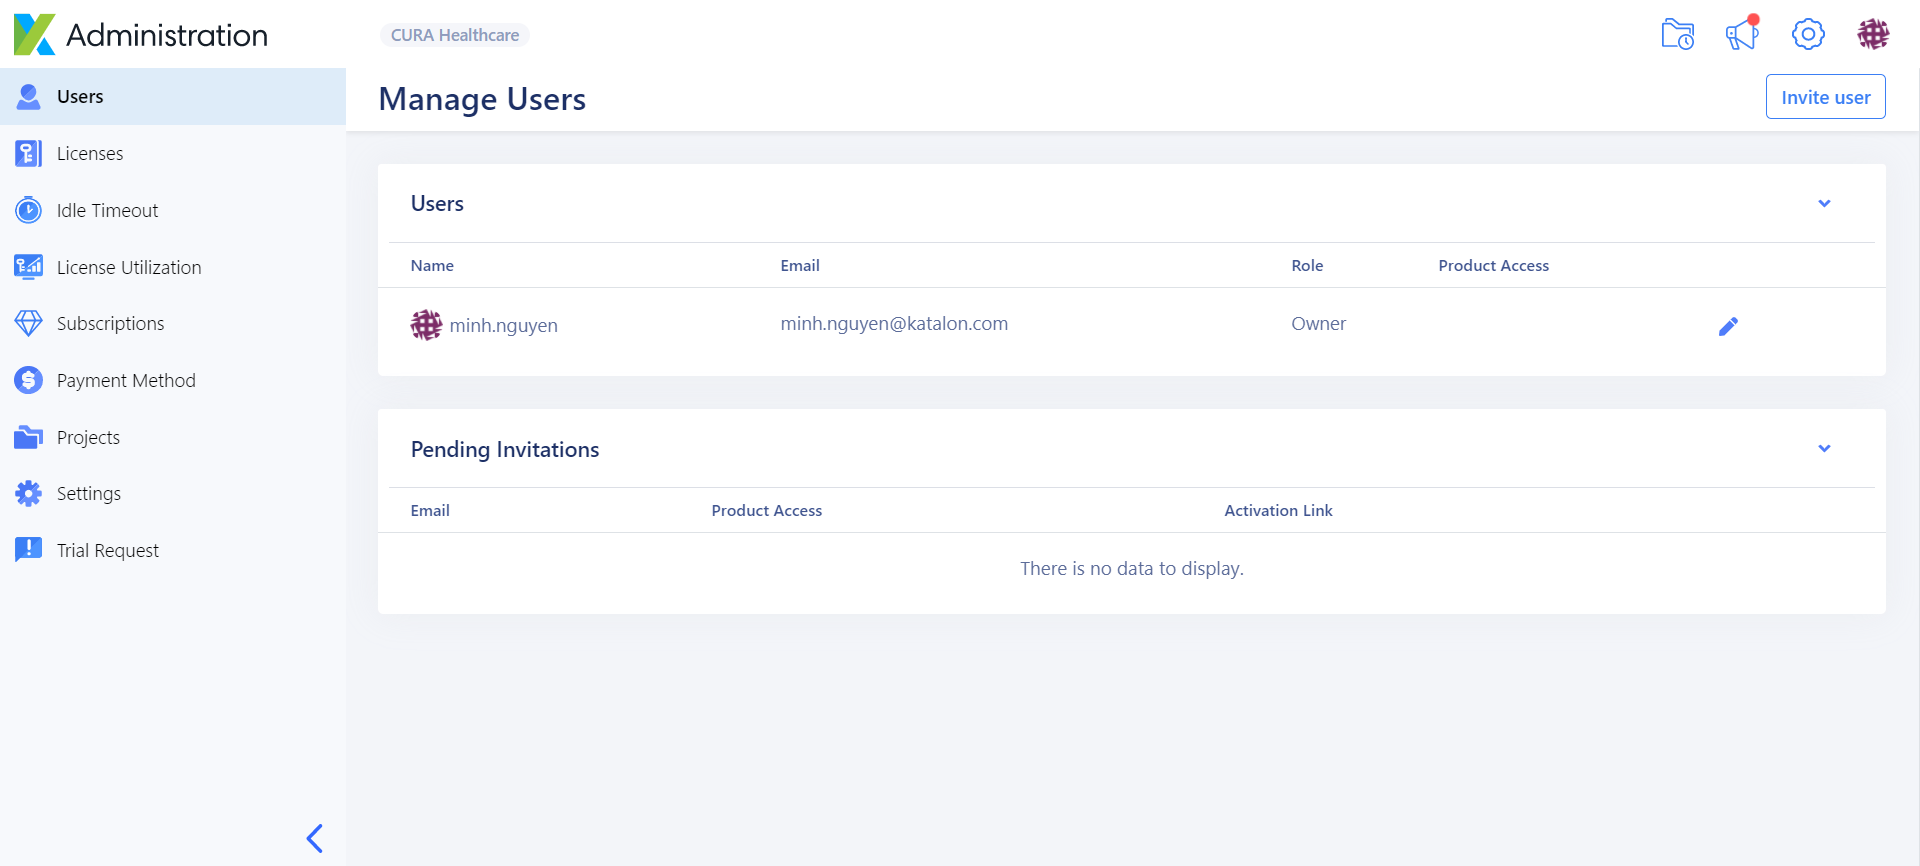 Administration
CURA Healthcare
Users
Licenses
Idle Timeout
License Utilization
Subscriptions
Payment Method
Projects
Settings
Trial Request
Manage Users
Invite user
Users
Name Email Role Product Access
minh.nguyen minh.nguyen@katalon.com Owner
Pending Invitations
Email Product Access Activation Link
There is no data to display.